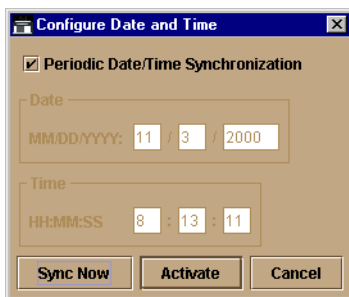 Configure Date and Time
Periodic Date/Time Synchronization
Date
MM/DD/YYYY: 11 / 3 / 2000
Time
HH:MM:SS 8 : 13 : 11
Sync Now Activate Cancel